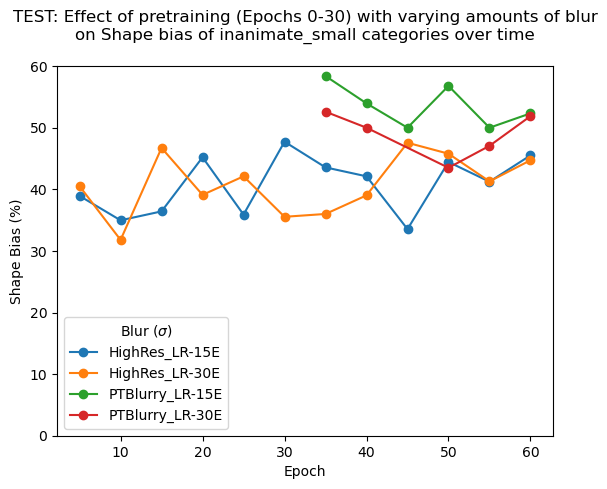 TEST: Effect of pretraining (Epochs 0-30) with varying amounts of blur
on Shape bias of inanimate_small categories over time
60
50
40
30
20
10
0
Shape Bias (%)
Blur (σ)
HighRes_LR-15E
HighRes_LR-30E
PTBlurry_LR-15E
PTBlurry_LR-30E
10 20 30 40 50 60
Epoch